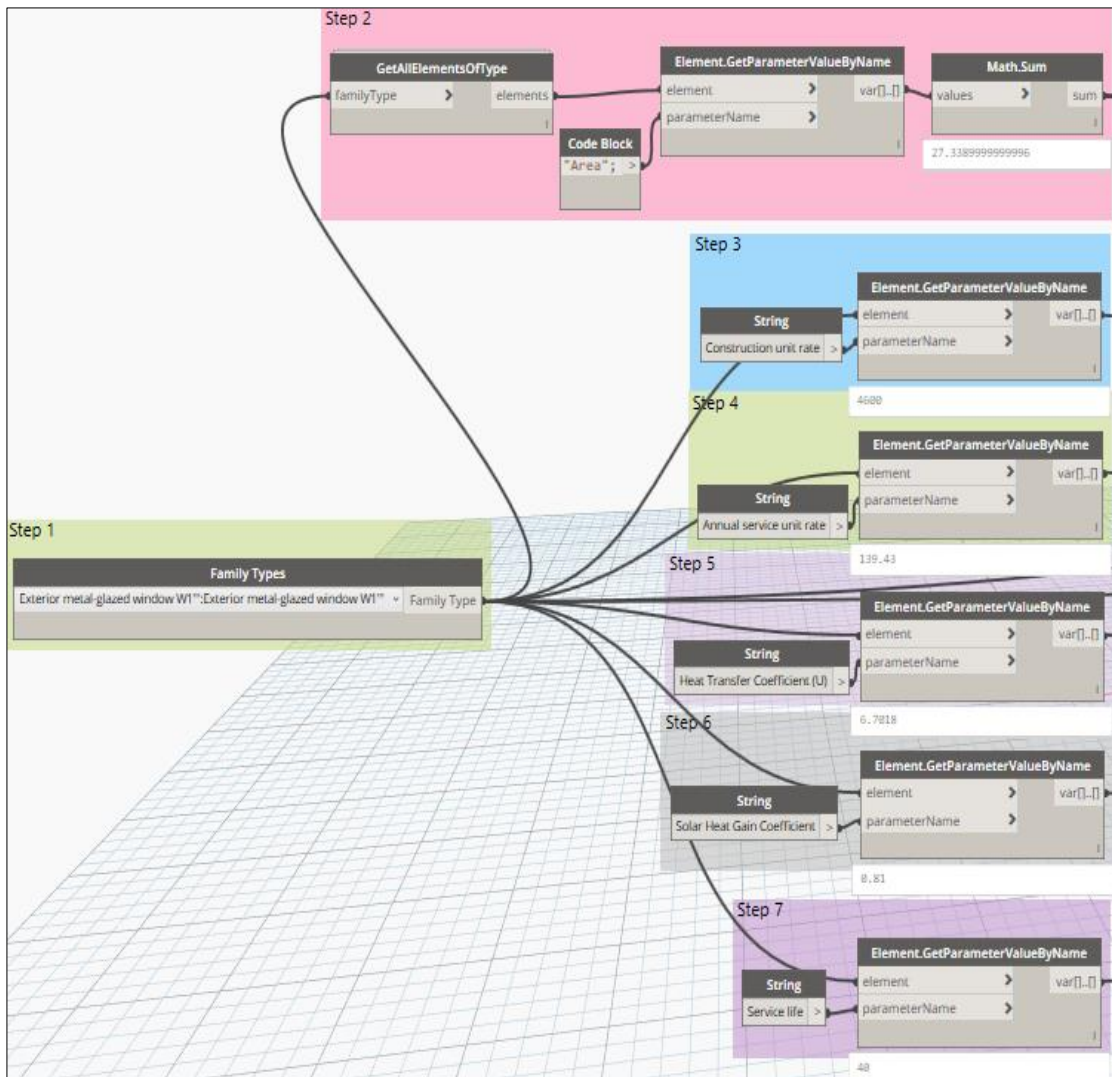 Step 2
GetAllElementsOfType
familyType > elements
Element.GetParameterValueByName
element > var[]..[]
parameterName >
Code Block
"Area"; >
Math.Sum
values > sum
27.3389999999996
Step 3
String
Construction unit rate >
Element.GetParameterValueByName
element > var[]..[]
parameterName >
4600
Step 4
String
Annual service unit rate >
Element.GetParameterValueByName
element > var[]..[]
parameterName >
139.43
Step 1
Family Types
Exterior metal-glazed window W1'":Exterior metal-glazed window W1'" Family Type
Step 5
String
Heat Transfer Coefficient (U) >
Element.GetParameterValueByName
element > var[]..[]
parameterName >
6.7018
Step 6
String
Solar Heat Gain Coefficient >
Element.GetParameterValueByName
element > var[]..[]
parameterName >
0.81
Step 7
String
Service life >
Element.GetParameterValueByName
element > var[]..[]
parameterName >
40